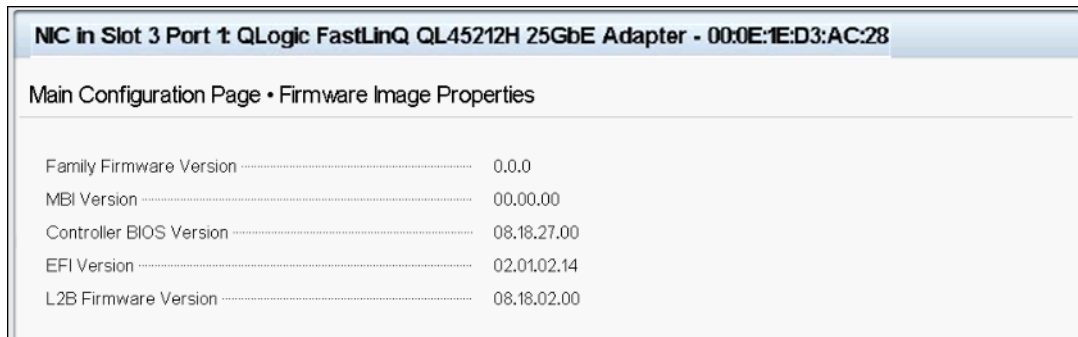 NIC in Slot 3 Port 1: QLogic FastLinQ QL45212H 25GbE Adapter - 00:0E:1E:D3:AC:28
Main Configuration Page • Firmware Image Properties
Family Firmware Version 0.0.0
MBI Version 00.00.00
Controller BIOS Version 08.18.27.00
EFI Version 02.01.02.14
L2B Firmware Version 08.18.02.00